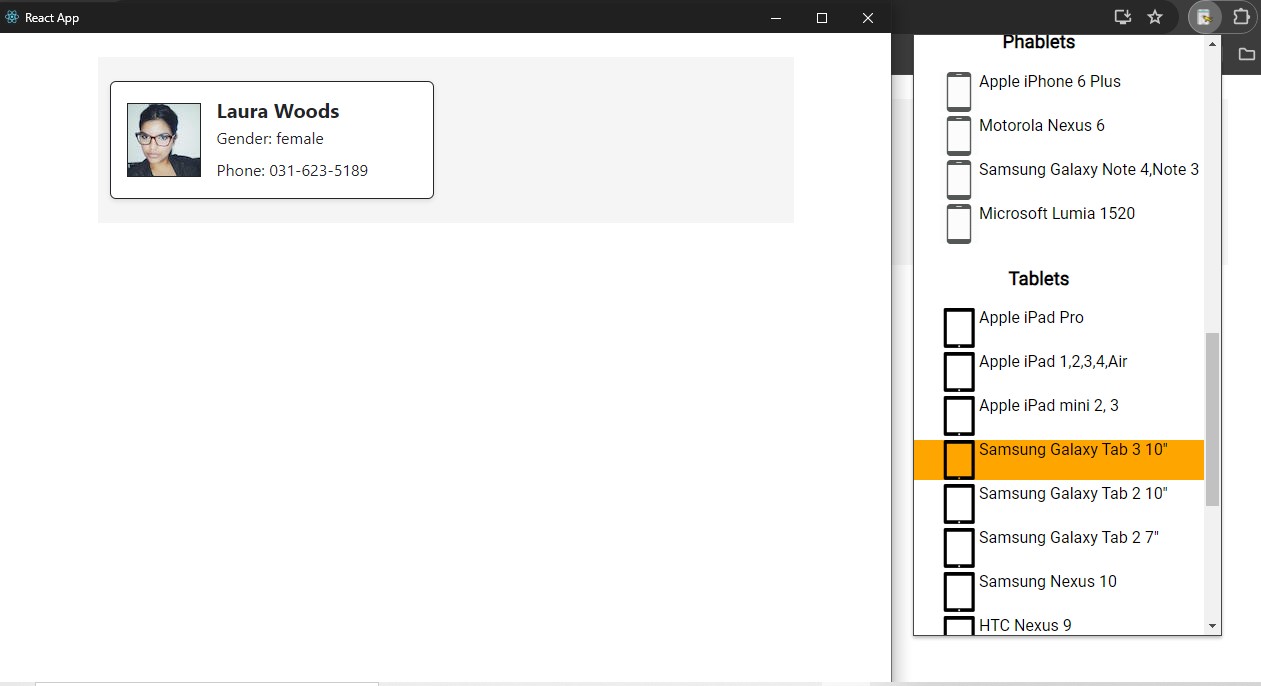 React App
Laura Woods
Gender: female
Phone: 031-623-5189
Phablets
Apple iPhone 6 Plus
Motorola Nexus 6
Samsung Galaxy Note 4,Note 3
Microsoft Lumia 1520
Tablets
Apple iPad Pro
Apple iPad 1,2,3,4,Air
Apple iPad mini 2, 3
Samsung Galaxy Tab 3 10"
Samsung Galaxy Tab 2 10"
Samsung Galaxy Tab 2 7"
Samsung Nexus 10
HTC Nexus 9